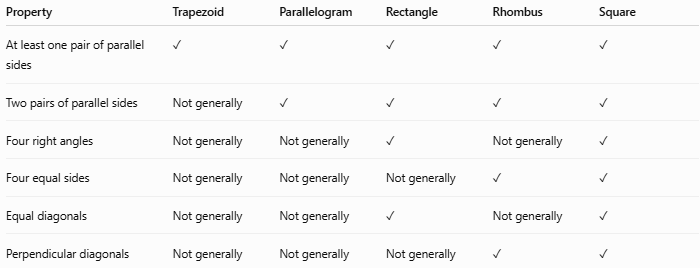 Property Trapezoid Parallelogram Rectangle Rhombus Square
At least one pair of parallel ✓ ✓ ✓ ✓ ✓
sides
Two pairs of parallel sides Not generally ✓ ✓ ✓ ✓
Four right angles Not generally Not generally ✓ Not generally ✓
Four equal sides Not generally Not generally Not generally ✓ ✓
Equal diagonals Not generally Not generally ✓ Not generally ✓
Perpendicular diagonals Not generally Not generally Not generally ✓ ✓